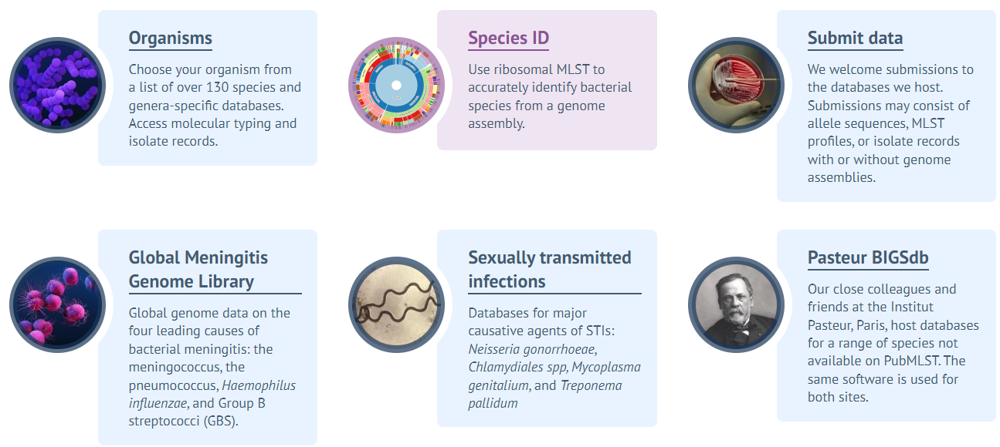 Organisms
Choose your organism from
a list of over 130 species and
genera-specific databases.
Access molecular typing and
isolate records.
Species ID
Use ribosomal MLST to
accurately identify bacterial
species from a genome
assembly.
Submit data
We welcome submissions to
the databases we host.
Submissions may consist of
allele sequences, MLST
profiles, or isolate records
with or without genome
assemblies.
Global Meningitis
Genome Library
Global genome data on the
four leading causes of
bacterial meningitis: the
meningococcus, the
pneumococcus, Haemophilus
influenzae, and Group B
streptococci (GBS).
Sexually transmitted
infections
Databases for major
causative agents of STIs:
Neisseria gonorrhoeae,
Chlamydiales spp, Mycoplasma
genitalium, and Treponema
pallidum
Pasteur BIGSdb
Our close colleagues and
friends at the Institut
Pasteur, Paris, host databases
for a range of species not
available on PubMLST. The
same software is used for
both sites.